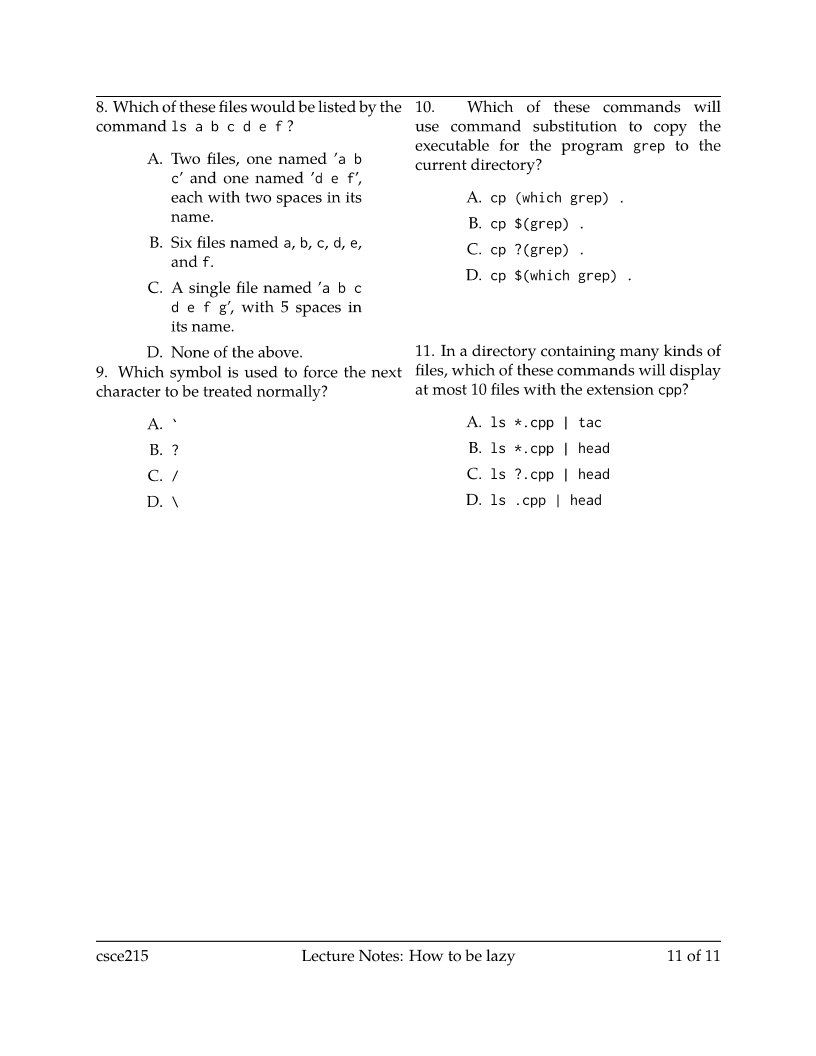 8. Which of these files would be listed by the
command ls a b c d e f?
A. Two files, one named 'a b
c' and one named 'd e f',
each with two spaces in its
name.
B. Six files named a, b, c, d, e,
and f.
C. A single file named 'a b c
d e f g', with 5 spaces in
its name.
D. None of the above.
9. Which symbol is used to force the next
character to be treated normally?
A. `
B. ?
C. /
D. \
10. Which of these commands will
use command substitution to copy the
executable for the program grep to the
current directory?
A. cp (which grep) .
B. cp $(grep) .
C. cp ?(grep) .
D. cp $(which grep) .
11. In a directory containing many kinds of
files, which of these commands will display
at most 10 files with the extension cpp?
A. ls *.cpp | tac
B. ls *.cpp | head
C. ls ?.cpp | head
D. ls .cpp | head
csce215 Lecture Notes: How to be lazy 11 of 11